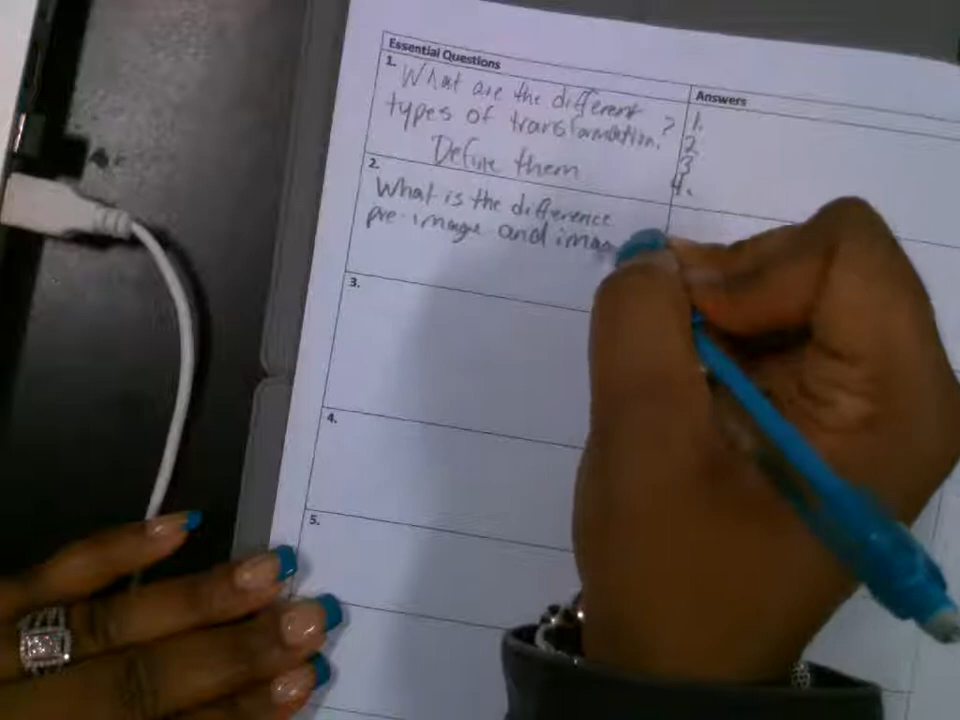 Essential Questions
Answers
1.
What are the different
types of transformation.?
Define them
1.
2.
3
4.
2.
What is the difference
pre-image and imag
3.
4.
5.